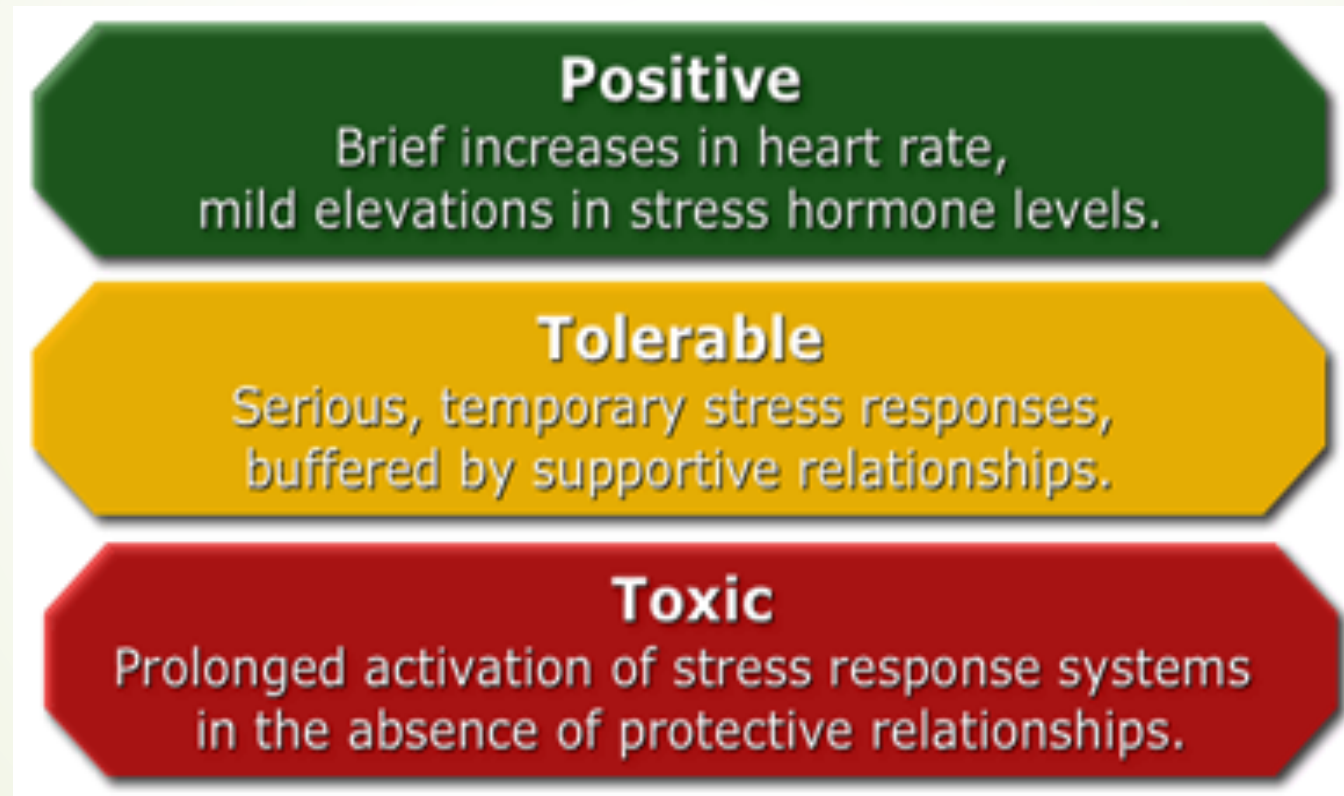 Positive
Brief increases in heart rate,
mild elevations in stress hormone levels.
Tolerable
Serious, temporary stress responses,
buffered by supportive relationships.
Toxic
Prolonged activation of stress response systems
in the absence of protective relationships.